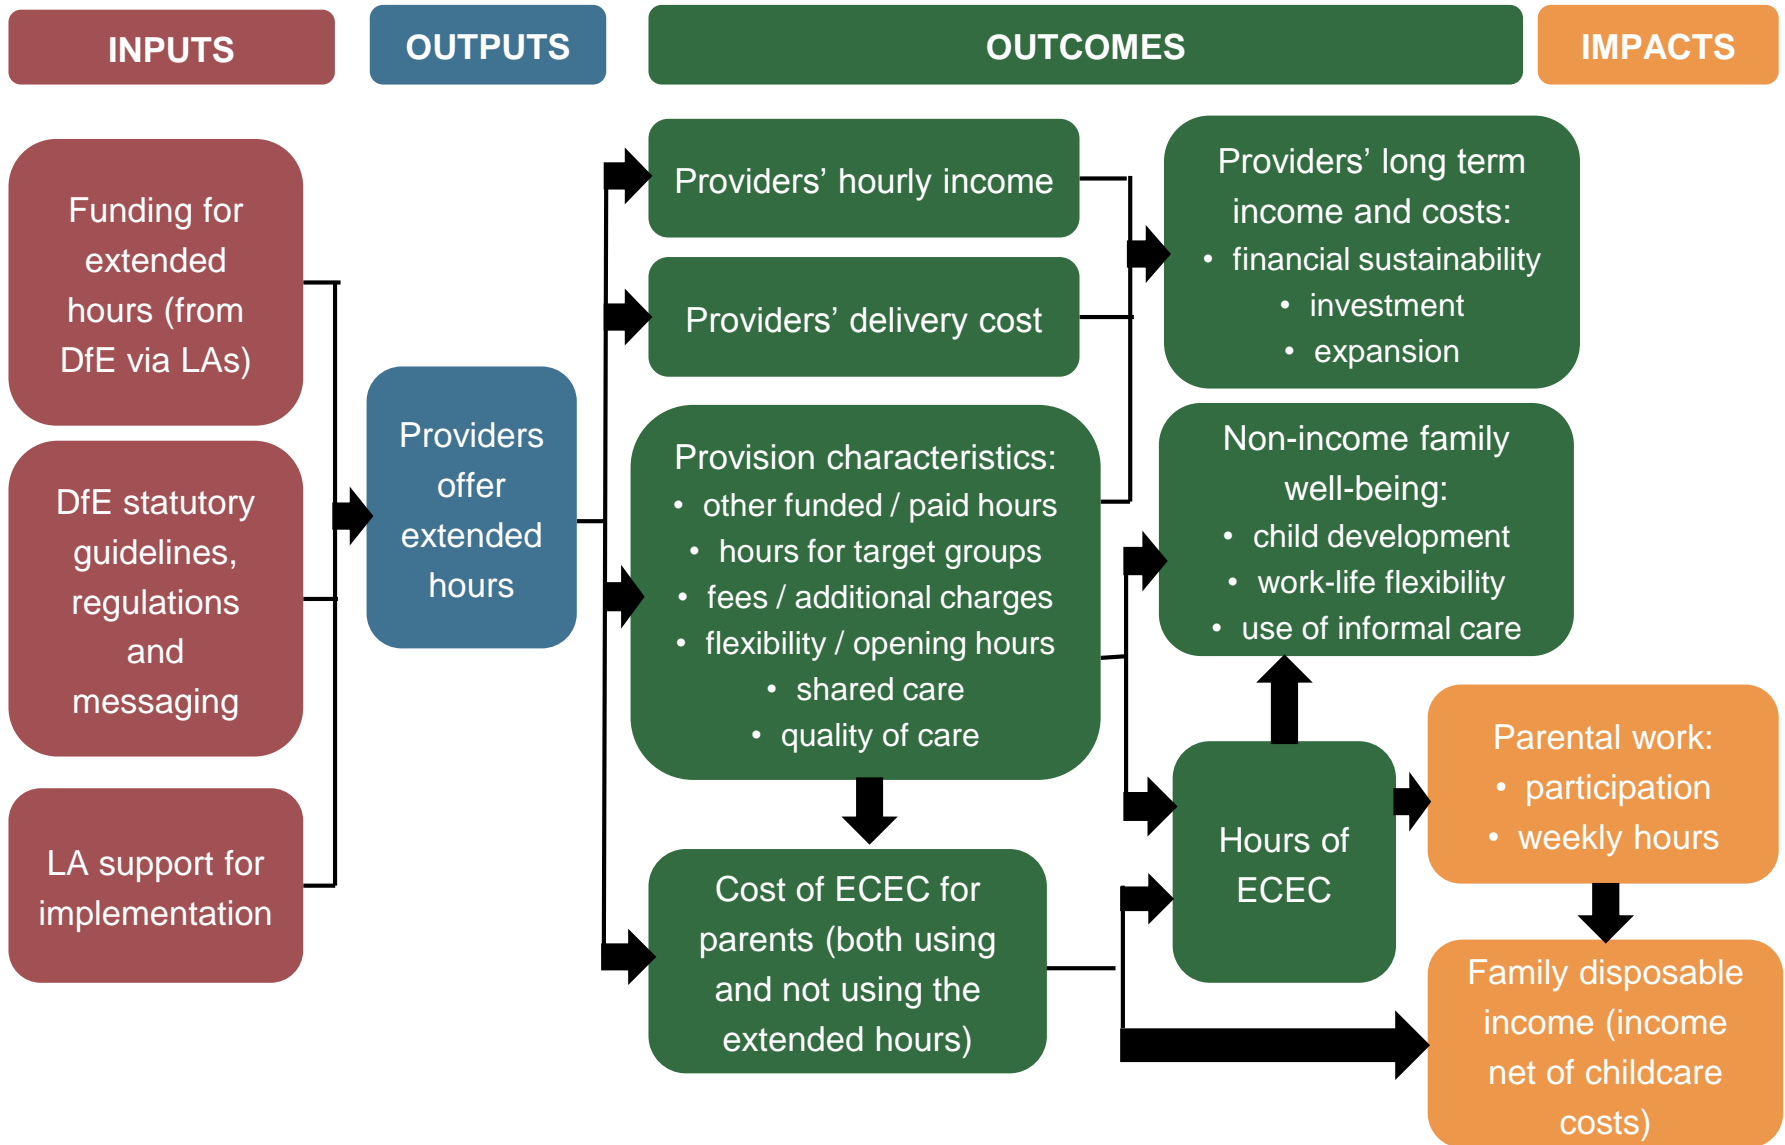 INPUTS
OUTPUTS
OUTCOMES
IMPACTS
Funding for
extended
hours (from
DfE via LAs)
DfE statutory
guidelines,
regulations
and
messaging
LA support for
implementation
Providers
offer
extended
hours
Providers’ hourly income
Providers’ delivery cost
Provision characteristics:
• other funded / paid hours
• hours for target groups
• fees / additional charges
• flexibility / opening hours
• shared care
• quality of care
Cost of ECEC for
parents (both using
and not using the
extended hours)
Providers’ long term
income and costs:
• financial sustainability
• investment
• expansion
Non-income family
well-being:
• child development
• work-life flexibility
• use of informal care
Hours of
ECEC
Parental work:
• participation
• weekly hours
Family disposable
income (income
net of childcare
costs)